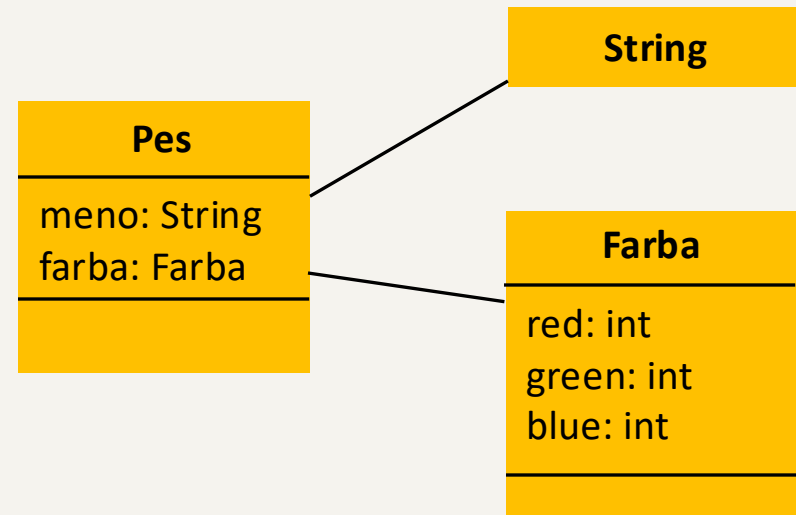 Pes
meno: String
farba: Farba
String
Farba
red: int
green: int
blue: int